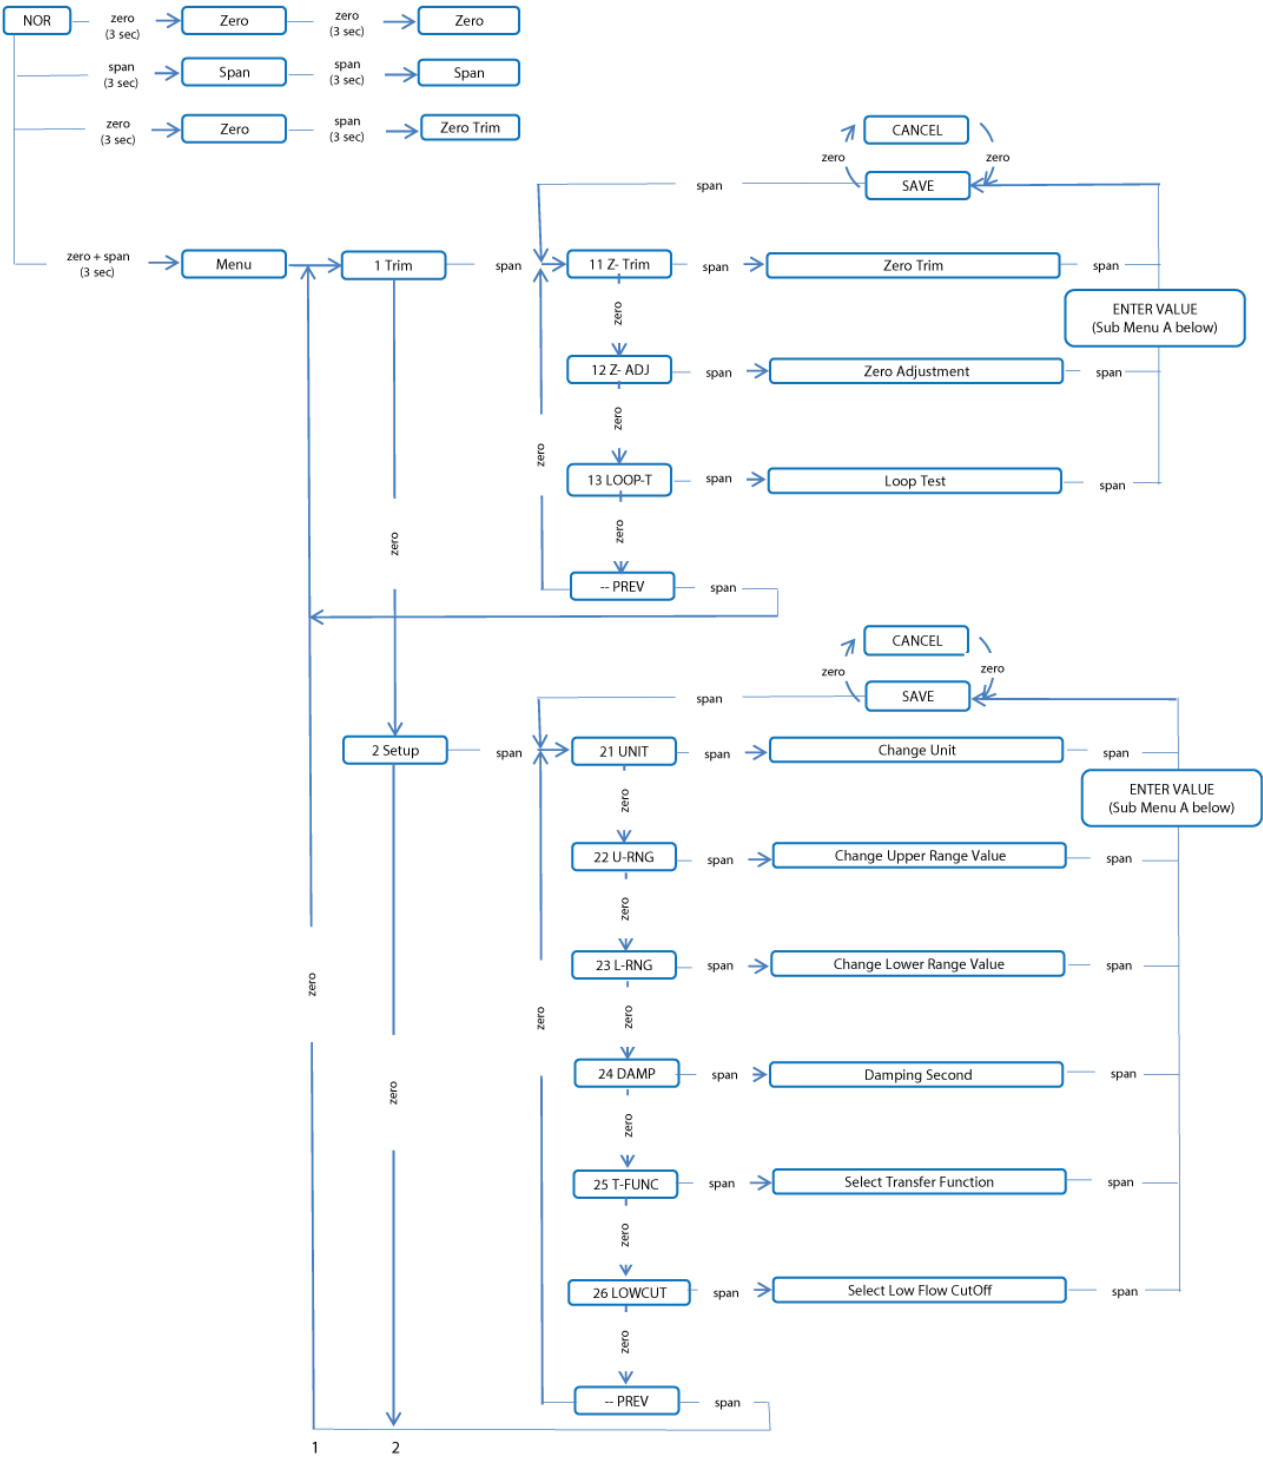 NOR
zero
(3 sec)
Zero
zero
(3 sec)
Zero
span
(3 sec)
Span
span
(3 sec)
Span
zero
(3 sec)
Zero
span
(3 sec)
Zero Trim
CANCEL
zero
zero
SAVE
span
zero + span
(3 sec)
Menu
1 Trim
span
11 Z- Trim
span
Zero Trim
span
zero
ENTER VALUE
(Sub Menu A below)
12 Z- ADJ
span
Zero Adjustment
span
zero
zero
13 LOOP-T
span
Loop Test
span
zero
zero
-- PREV
span
CANCEL
zero
zero
SAVE
span
2 Setup
span
21 UNIT
span
Change Unit
span
zero
ENTER VALUE
(Sub Menu A below)
22 U-RNG
span
Change Upper Range Value
span
zero
23 L-RNG
span
Change Lower Range Value
span
zero
zero
zero
24 DAMP
span
Damping Second
span
zero
zero
25 T-FUNC
span
Select Transfer Function
span
zero
26 LOWCUT
span
Select Low Flow CutOff
span
zero
-- PREV
span
1
2